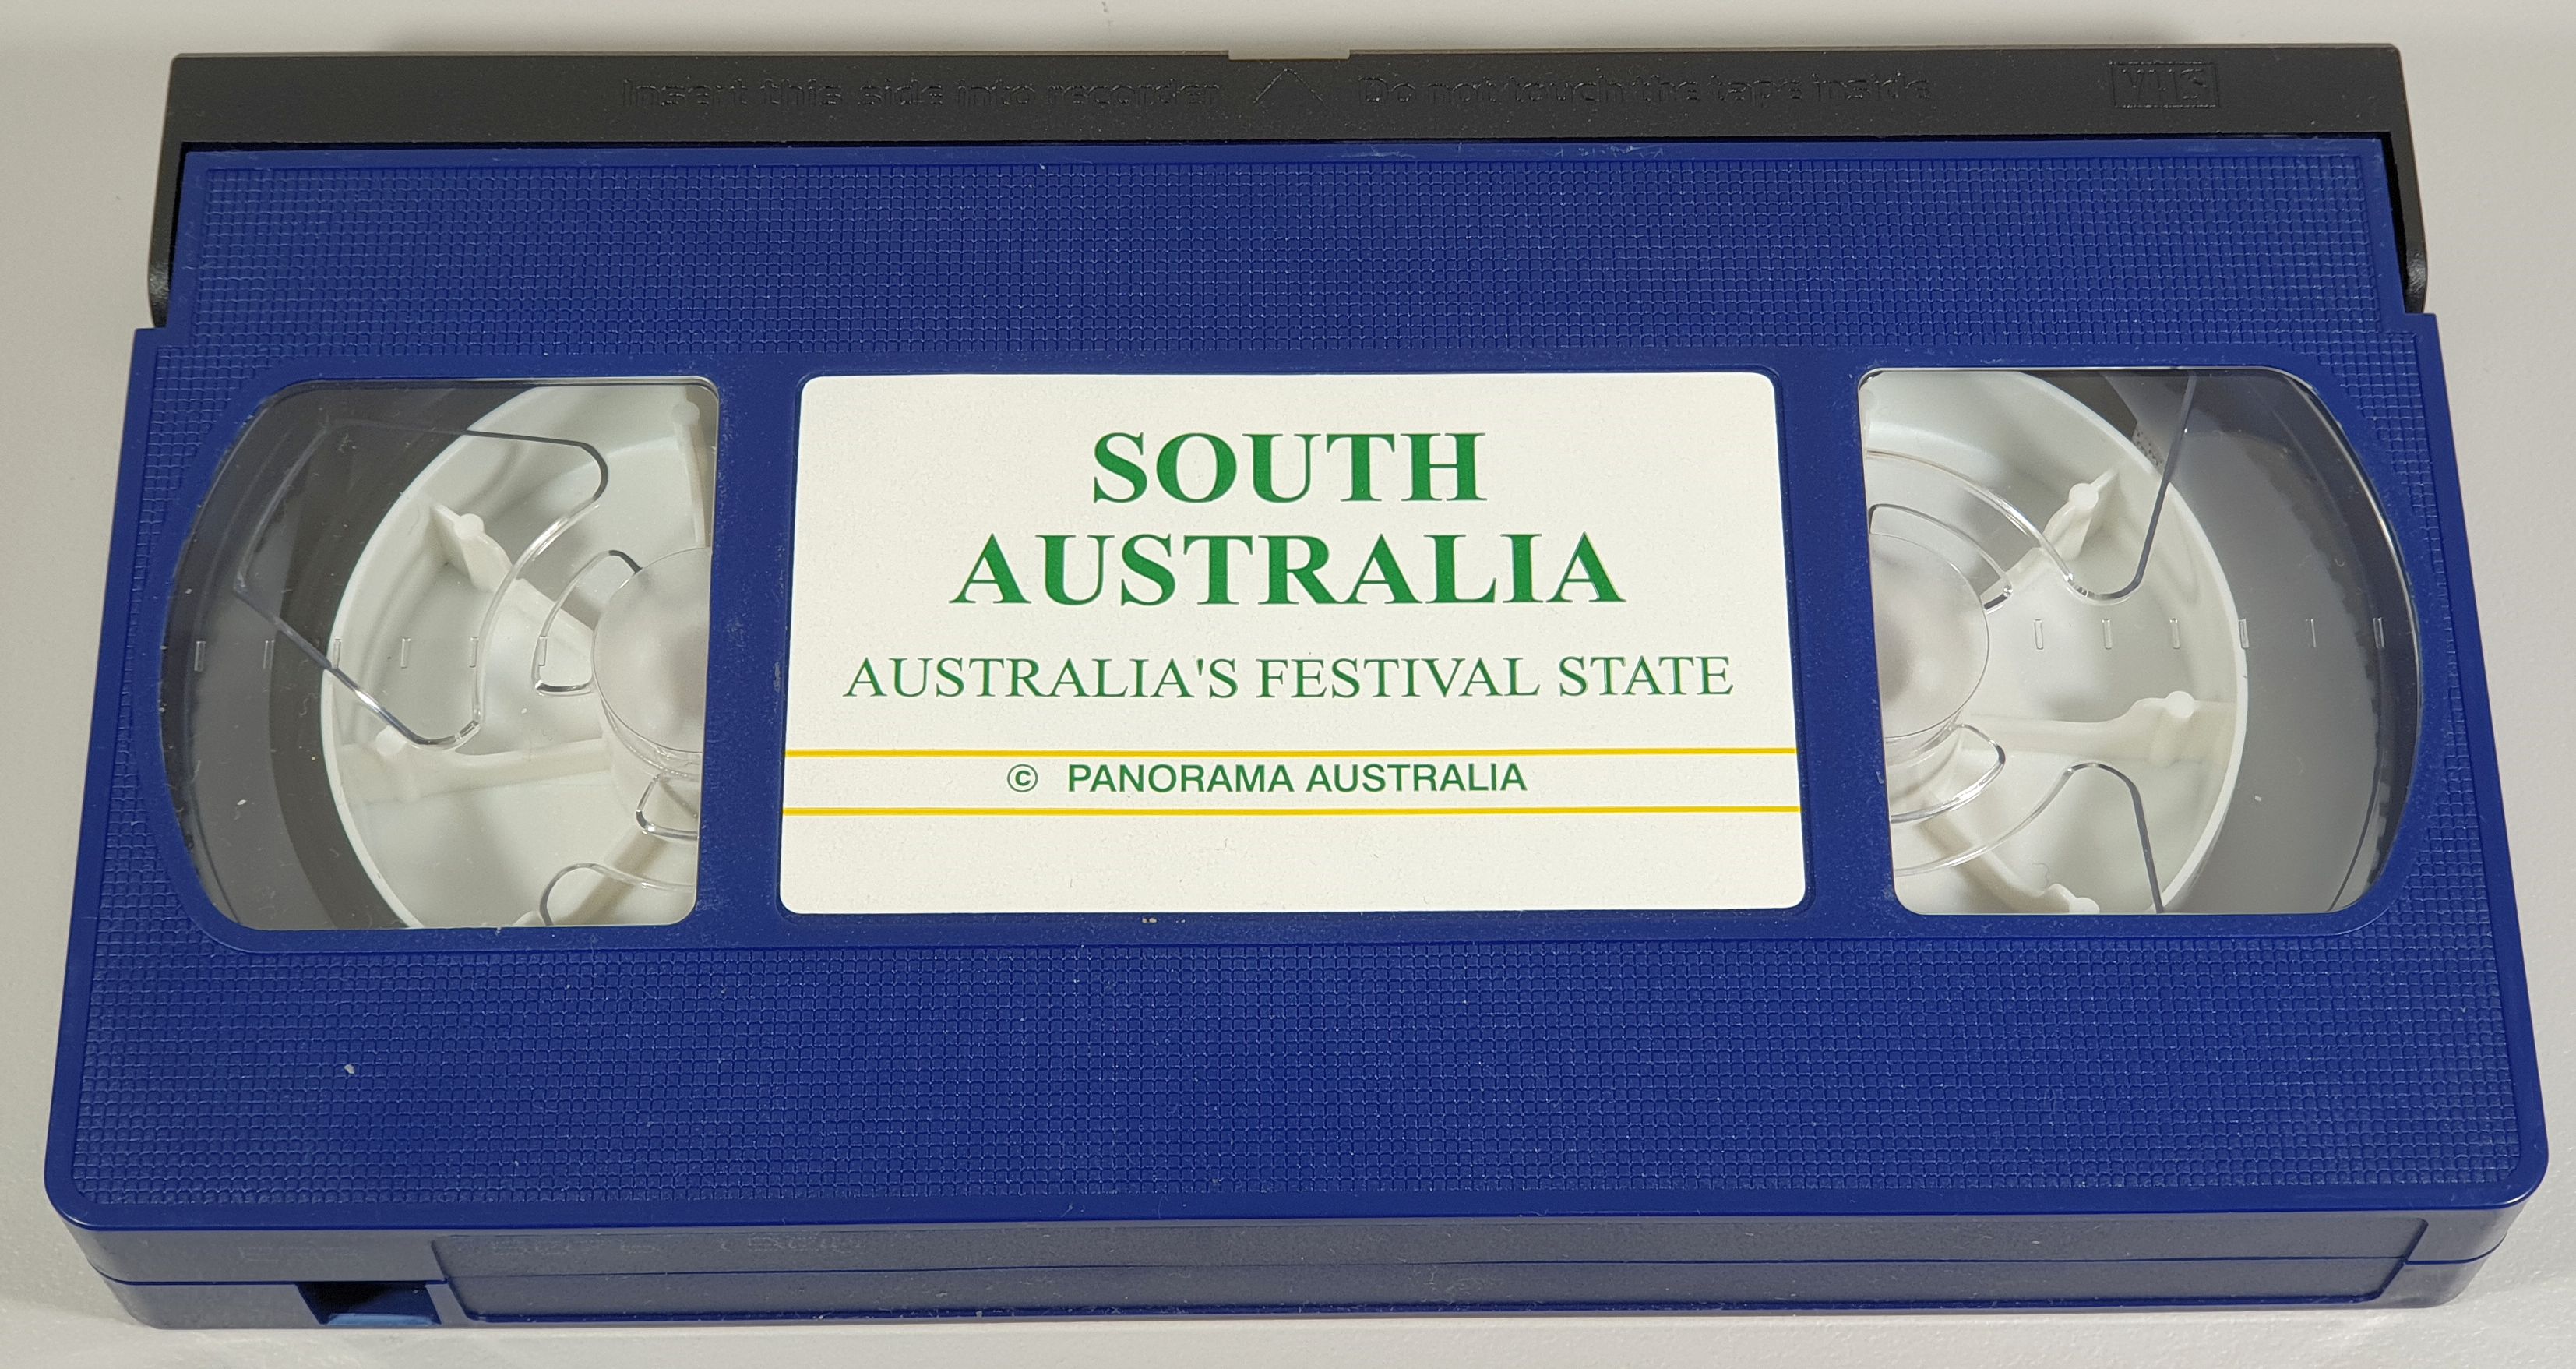 Insert this side into recorder △ Do not touch the tape inside VHS
SOUTH
AUSTRALIA
AUSTRALIA'S FESTIVAL STATE
© PANORAMA AUSTRALIA